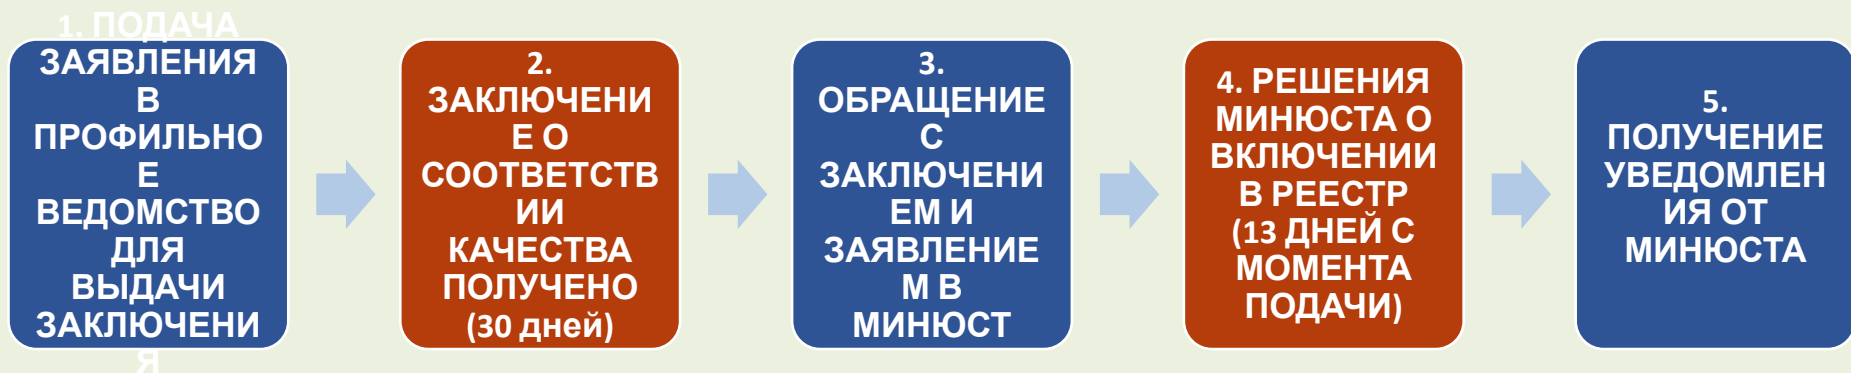 1. ПОДАЧА
ЗАЯВЛЕНИЯ
В
ПРОФИЛЬНО
Е
ВЕДОМСТВО
ДЛЯ
ВЫДАЧИ
ЗАКЛЮЧЕНИ
Я
2.
ЗАКЛЮЧЕНИ
Е О
СООТВЕТСТВ
ИИ
КАЧЕСТВА
ПОЛУЧЕНО
(30 дней)
3.
ОБРАЩЕНИЕ
С
ЗАКЛЮЧЕНИ
ЕМ И
ЗАЯВЛЕНИЕ
М В
МИНЮСТ
4. РЕШЕНИЯ
МИНЮСТА О
ВКЛЮЧЕНИИ
В РЕЕСТР
(13 ДНЕЙ С
МОМЕНТА
ПОДАЧИ)
5.
ПОЛУЧЕНИЕ
УВЕДОМЛЕН
ИЯ ОТ
МИНЮСТА